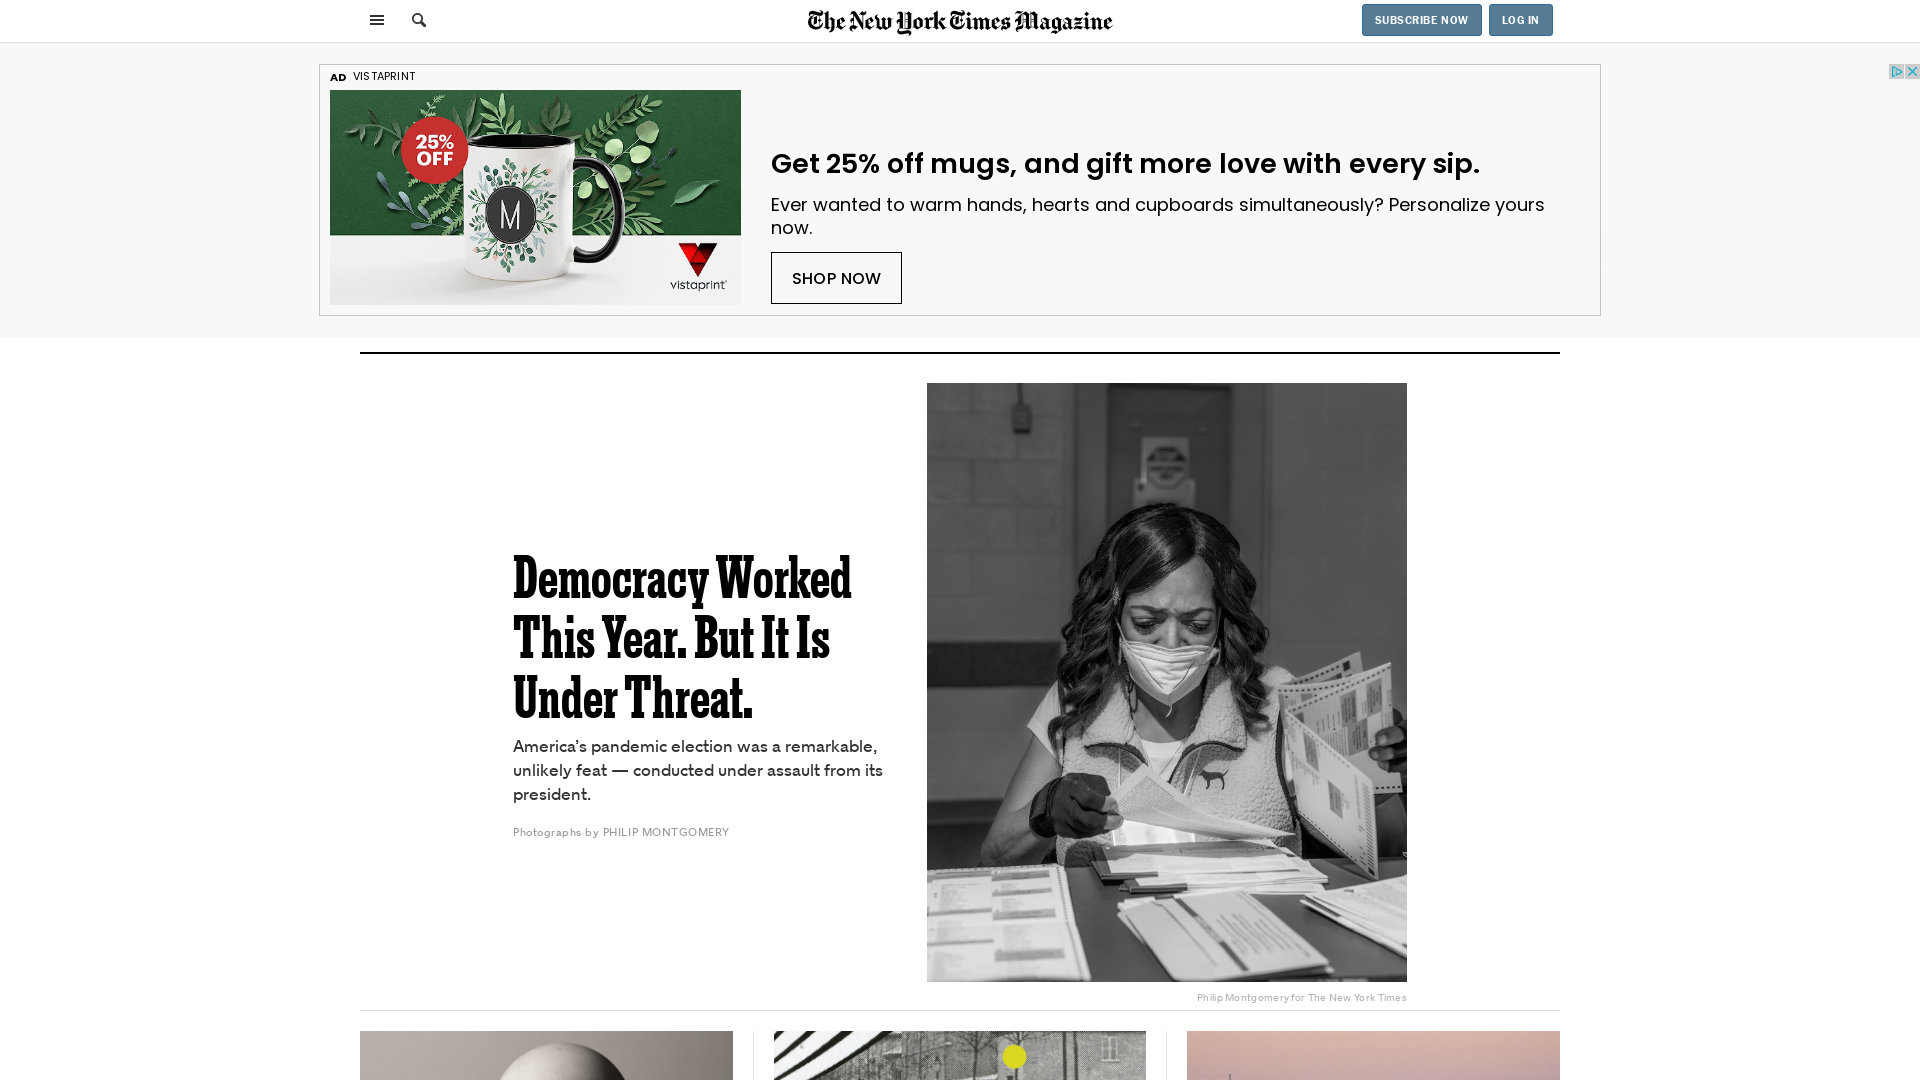 The New York Times Magazine
SUBSCRIBE NOW
LOG IN
AD VISTAPRINT
25%
OFF
M
vistaprint
Get 25% off mugs, and gift more love with every sip.
Ever wanted to warm hands, hearts and cupboards simultaneously? Personalize yours
now.
SHOP NOW
Democracy Worked
This Year. But It Is
Under Threat.
America’s pandemic election was a remarkable,
unlikely feat — conducted under assault from its
president.
Photographs by PHILIP MONTGOMERY
Philip Montgomery for The New York Times